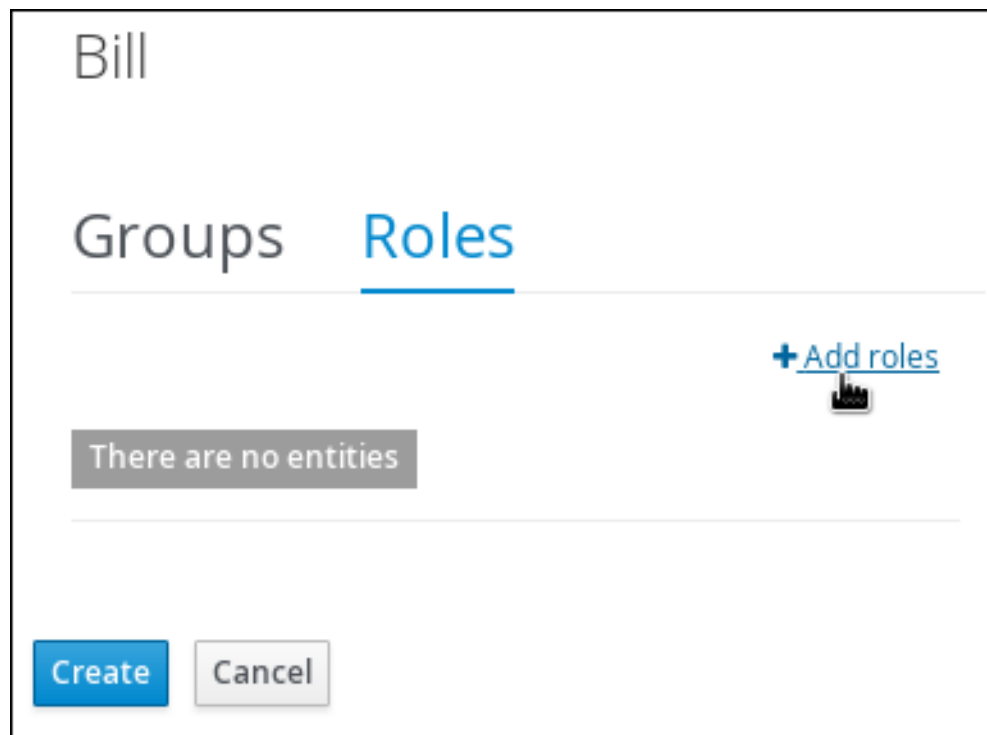 Bill
Groups Roles
Add roles
There are no entities
Create Cancel